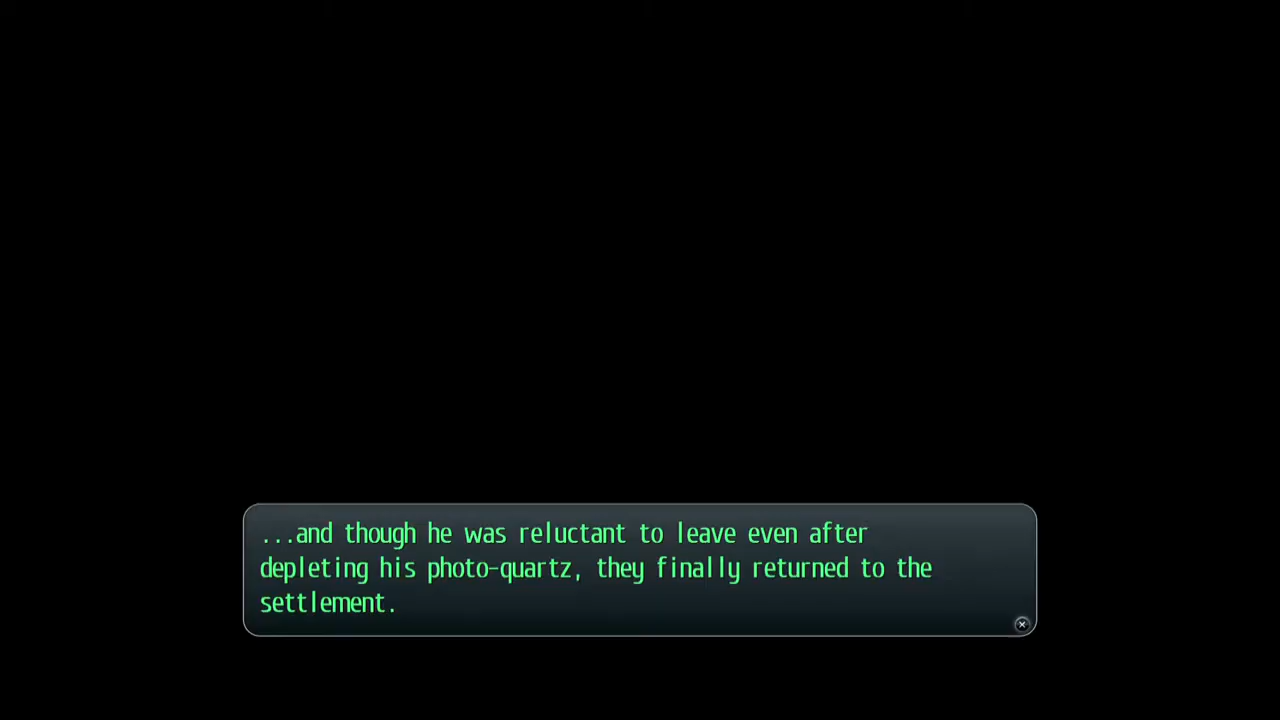 ...and though he was reluctant to leave even after
depleting his photo-quartz, they finally returned to the
settlement.